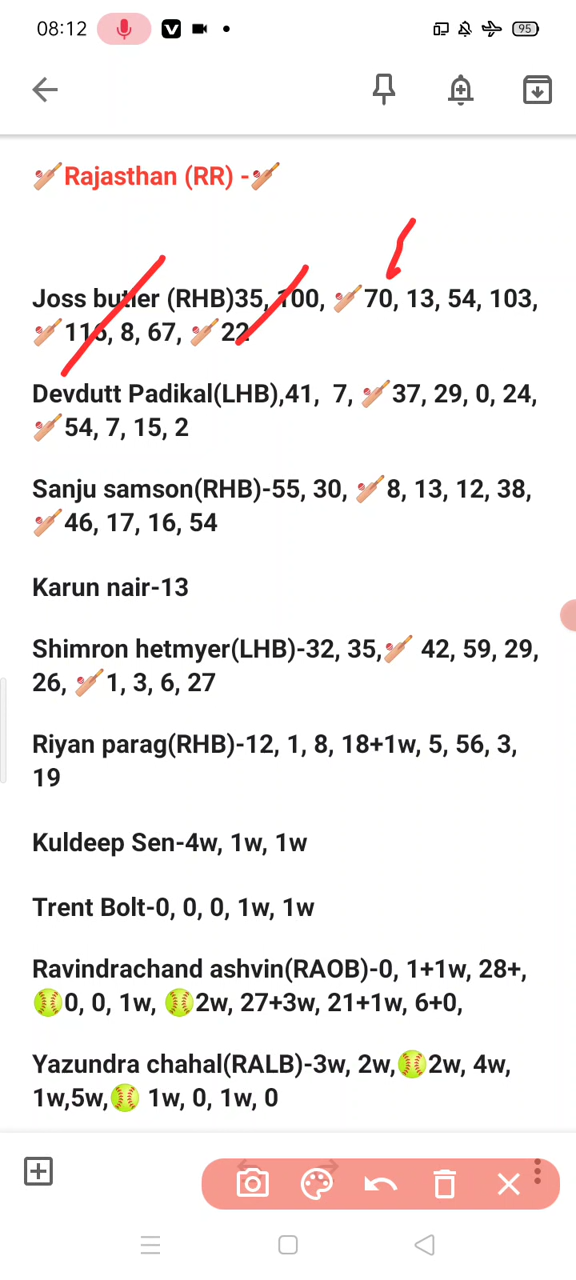 08:12
95
🏏Rajasthan (RR) -🏏
Joss butler (RHB)35, 100, 🏏70, 13, 54, 103,
🏏116, 8, 67, 🏏22
Devdutt Padikal(LHB),41, 7, 🏏37, 29, 0, 24,
🏏54, 7, 15, 2
Sanju samson(RHB)-55, 30, 🏏8, 13, 12, 38,
🏏46, 17, 16, 54
Karun nair-13
Shimron hetmyer(LHB)-32, 35,🏏 42, 59, 29,
26, 🏏1, 3, 6, 27
Riyan parag(RHB)-12, 1, 8, 18+1w, 5, 56, 3,
19
Kuldeep Sen-4w, 1w, 1w
Trent Bolt-0, 0, 0, 1w, 1w
Ravindrachand ashvin(RAOB)-0, 1+1w, 28+,
🥎0, 0, 1w, 🥎2w, 27+3w, 21+1w, 6+0,
Yazundra chahal(RALB)-3w, 2w,🥎2w, 4w,
1w,5w,🥎 1w, 0, 1w, 0